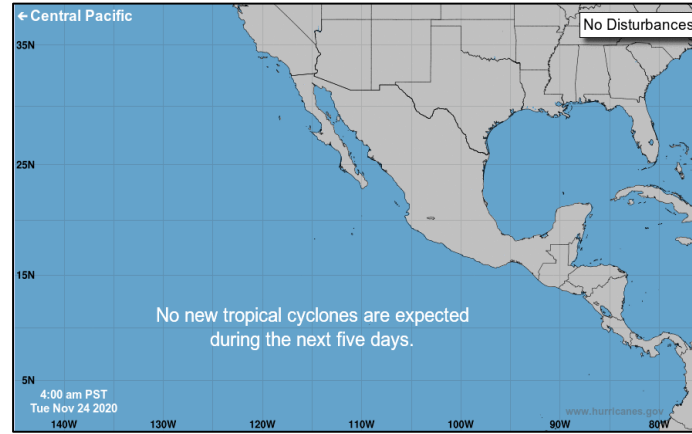 ←Central Pacific
No Disturbances
35N
25N
15N
No new tropical cyclones are expected
during the next five days.
5N
4:00 am PST
Tue Nov 24 2020
www.hurricanes.gov
140W
130W
120W
110W
100W
90W
80W